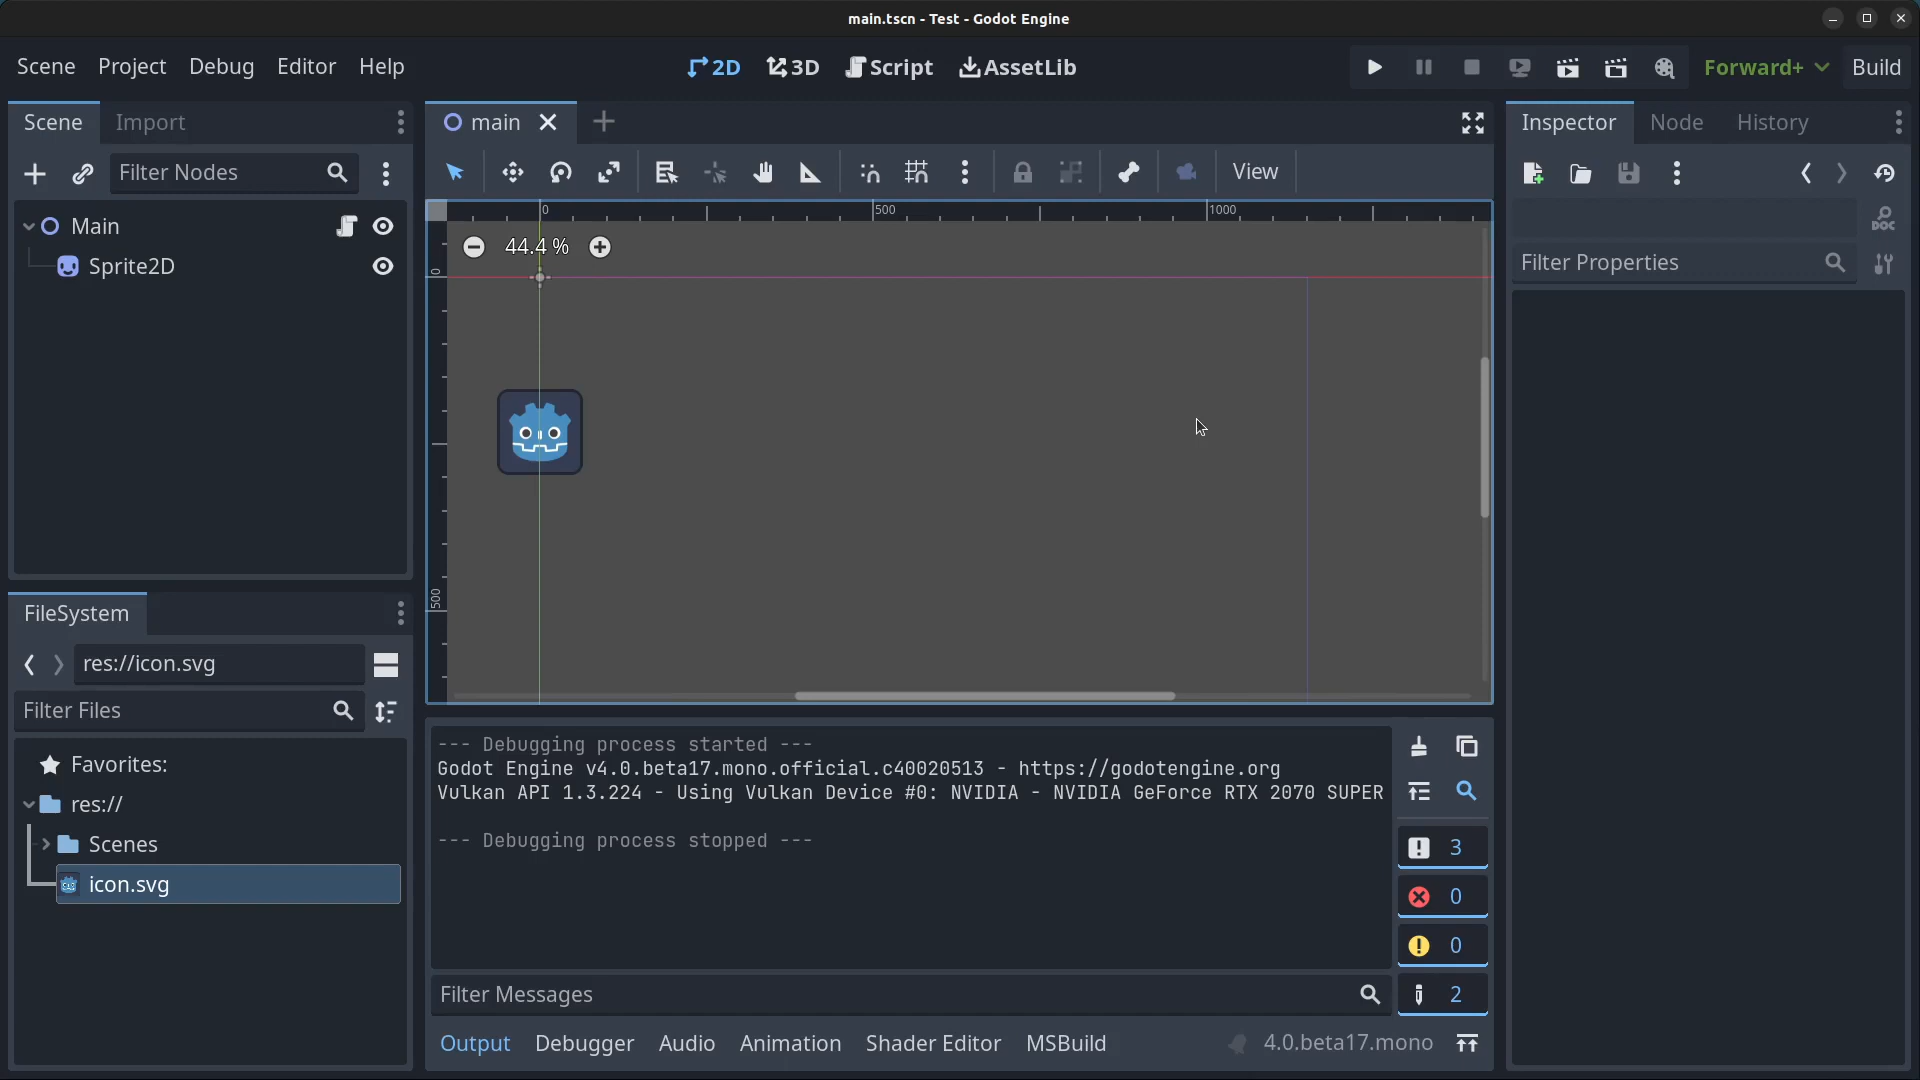 main.tscn - Test - Godot Engine
Scene Project Debug Editor Help
2D 3D Script AssetLib
Forward+ Build
Scene Import
Filter Nodes
Main
Sprite2D
FileSystem
res://icon.svg
Filter Files
Favorites:
res://
Scenes
icon.svg
main
View
0 500 1000
44.4 %
0
500
--- Debugging process started ---
Godot Engine v4.0.beta17.mono.official.c40020513 - https://godotengine.org
Vulkan API 1.3.224 - Using Vulkan Device #0: NVIDIA - NVIDIA GeForce RTX 2070 SUPER
--- Debugging process stopped ---
3
0
0
2
Filter Messages
Output Debugger Audio Animation Shader Editor MSBuild
4.0.beta17.mono
Inspector Node History
DOC
Filter Properties